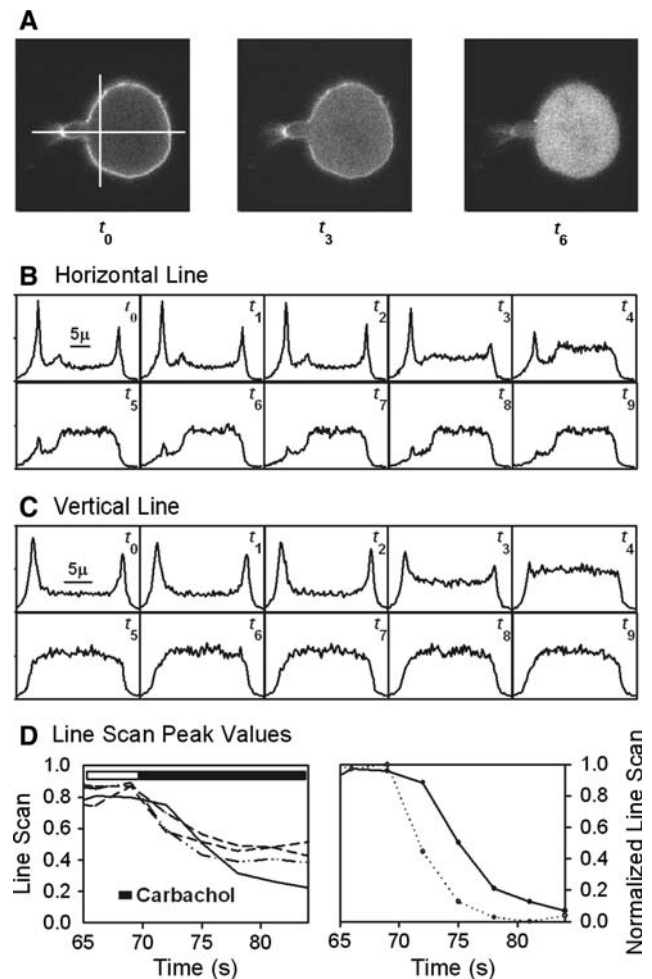 A
t0
t3
t6
B Horizontal Line
5μ
t0 t1 t2 t3 t4
t5 t6 t7 t8 t9
C Vertical Line
5μ
t0 t1 t2 t3 t4
t5 t6 t7 t8 t9
D Line Scan Peak Values
1.0
0.8
0.6
0.4
0.2
0.0
Line Scan
Carbachol
65 70 75 80
Time (s)
65 70 75 80
Time (s)
1.0
0.8
0.6
0.4
0.2
0.0
Normalized Line Scan